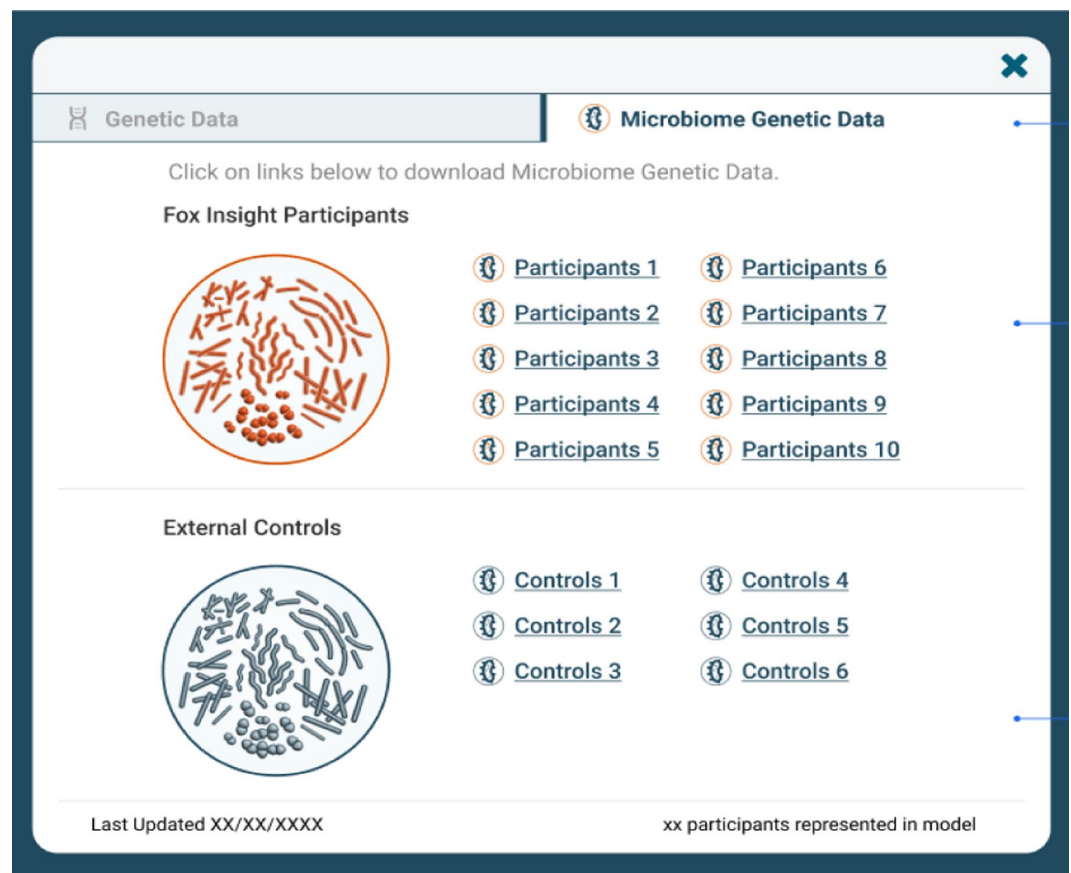 Genetic Data
Microbiome Genetic Data
Click on links below to download Microbiome Genetic Data.
Fox Insight Participants
Participants 1
Participants 6
Participants 2
Participants 7
Participants 3
Participants 8
Participants 4
Participants 9
Participants 5
Participants 10
External Controls
Controls 1
Controls 4
Controls 2
Controls 5
Controls 3
Controls 6
Last Updated XX/XX/XXXX
xx participants represented in model